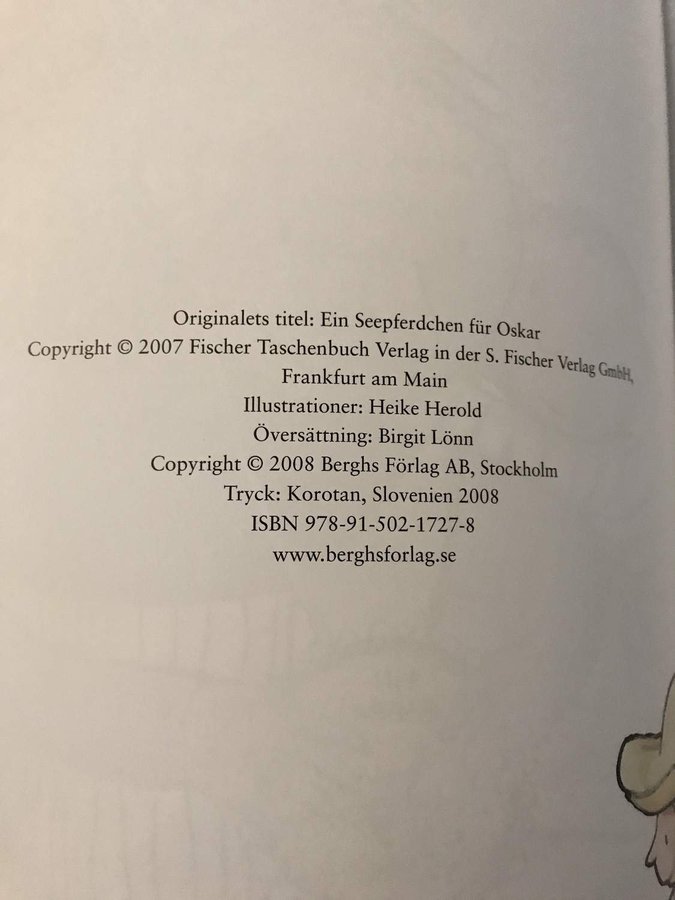 Originalets titel: Ein Seepferdchen für Oskar
Copyright © 2007 Fischer Taschenbuch Verlag in der S. Fischer Verlag GmbH,
Frankfurt am Main
Illustrationer: Heike Herold
Översättning: Birgit Lönn
Copyright © 2008 Berghs Förlag AB, Stockholm
Tryck: Korotan, Slovenien 2008
ISBN 978-91-502-1727-8
www.berghsforlag.se